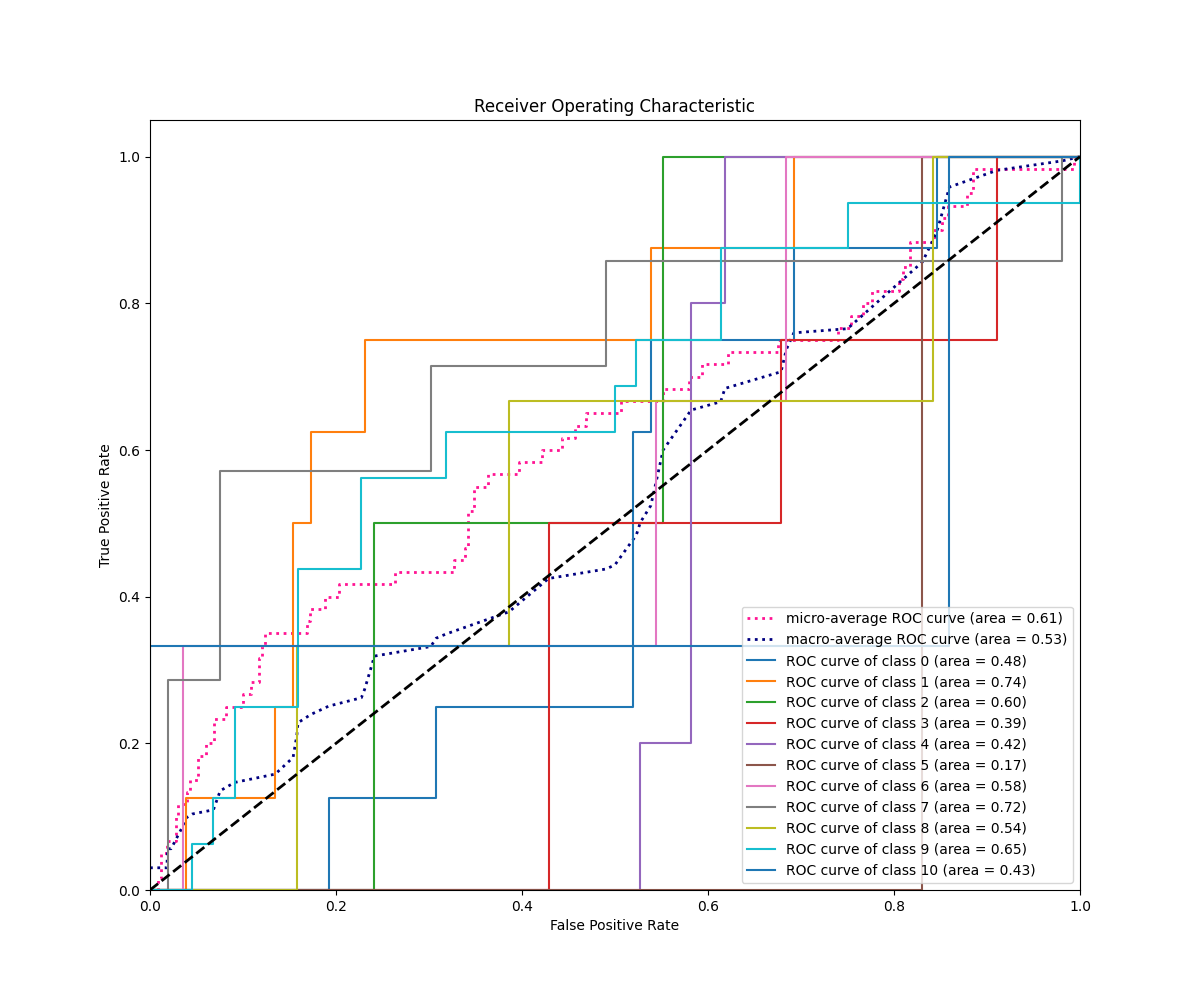 Receiver Operating Characteristic
1.0
0.8
0.6
0.4
0.2
0.0
True Positive Rate
micro-average ROC curve (area = 0.61)
macro-average ROC curve (area = 0.53)
ROC curve of class 0 (area = 0.48)
ROC curve of class 1 (area = 0.74)
ROC curve of class 2 (area = 0.60)
ROC curve of class 3 (area = 0.39)
ROC curve of class 4 (area = 0.42)
ROC curve of class 5 (area = 0.17)
ROC curve of class 6 (area = 0.58)
ROC curve of class 7 (area = 0.72)
ROC curve of class 8 (area = 0.54)
ROC curve of class 9 (area = 0.65)
ROC curve of class 10 (area = 0.43)
0.0 0.2 0.4 0.6 0.8 1.0
False Positive Rate